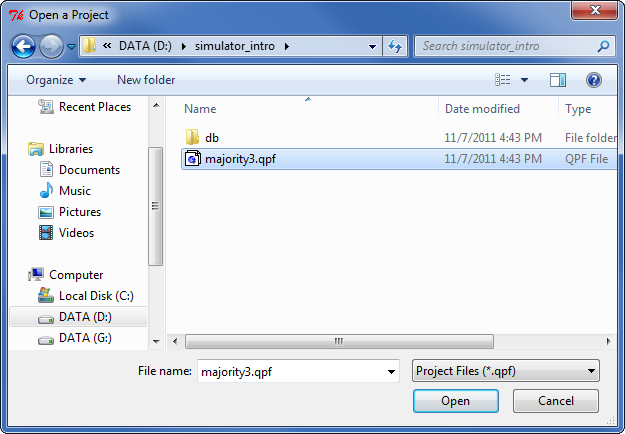 Open a Project
« DATA (D:) simulator_intro Search simulator_intro
Organize New folder
Name Date modified Type
Recent Places
Libraries
Documents
Music
Pictures
Videos
Computer
Local Disk (C:)
DATA (D:)
DATA (G:)
db 11/7/2011 4:43 PM File folder
majority3.qpf 11/7/2011 4:43 PM QPF File
File name: majority3.qpf Project Files (*.qpf)
Open Cancel